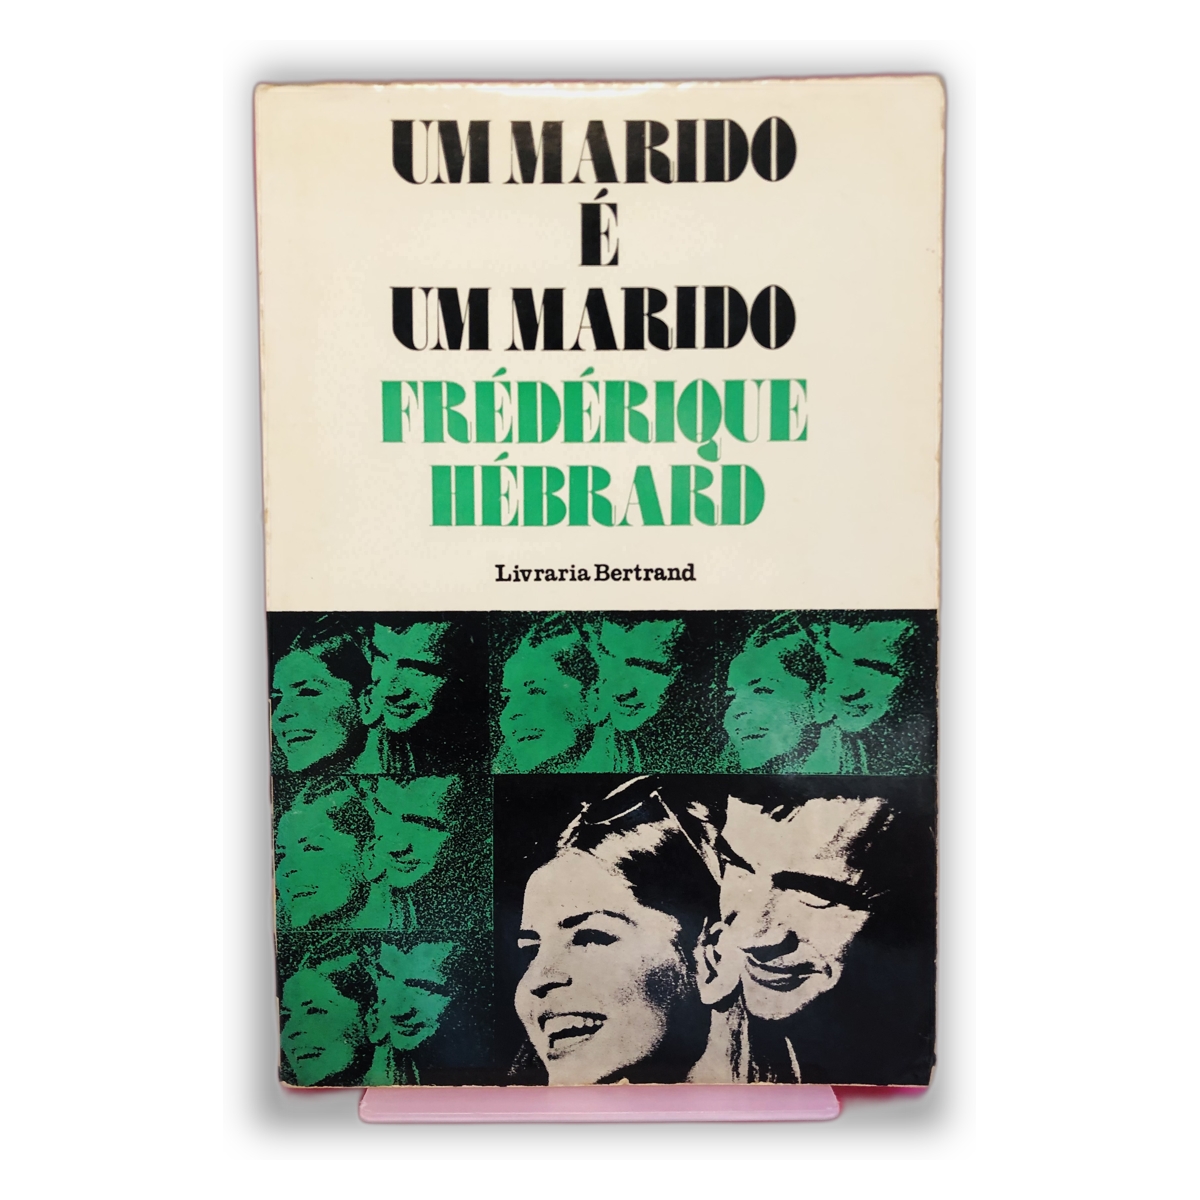 UM MARIDO
É
UM MARIDO
FRÉDÉRIQUE
HÉBRARD
Livraria Bertrand